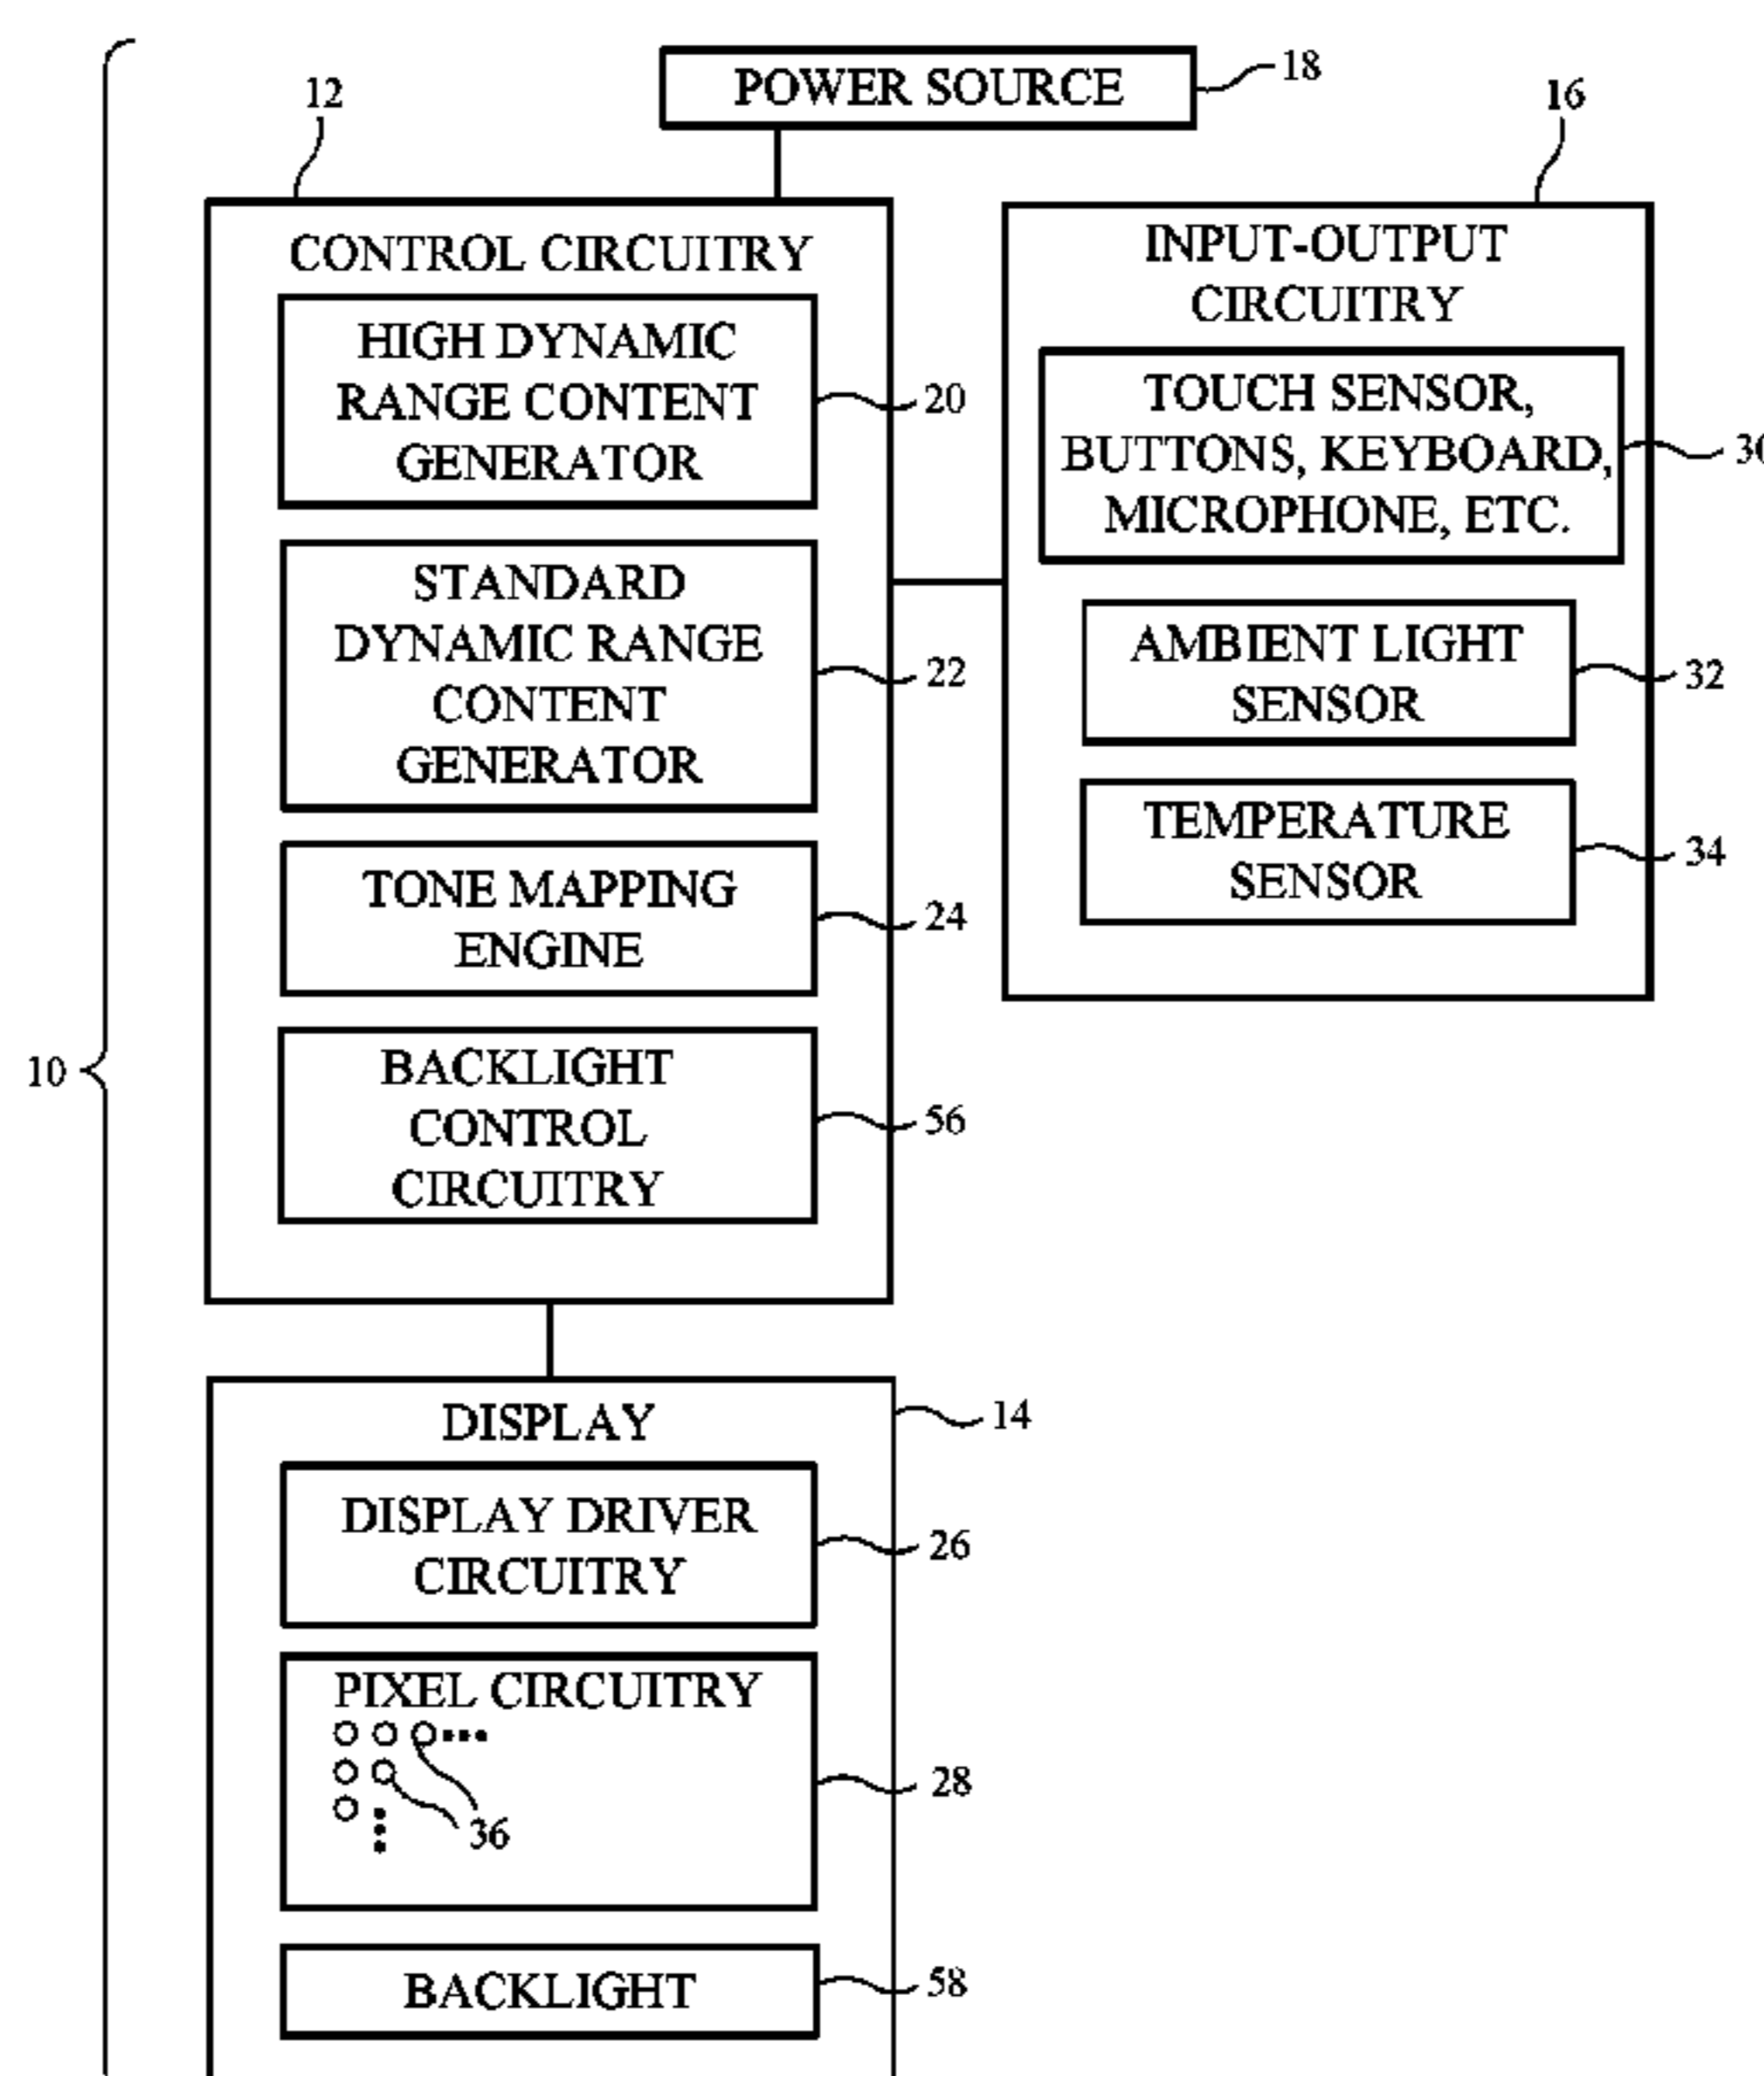 POWER SOURCE
18
12
16
CONTROL CIRCUITRY
HIGH DYNAMIC
RANGE CONTENT
GENERATOR
20
STANDARD
DYNAMIC RANGE
CONTENT
GENERATOR
22
TONE MAPPING
ENGINE
24
BACKLIGHT
CONTROL
CIRCUITRY
56
INPUT-OUTPUT
CIRCUITRY
TOUCH SENSOR,
BUTTONS, KEYBOARD,
MICROPHONE, ETC.
30
AMBIENT LIGHT
SENSOR
32
TEMPERATURE
SENSOR
34
10
DISPLAY
14
DISPLAY DRIVER
CIRCUITRY
26
PIXEL CIRCUITRY
36
28
BACKLIGHT
58